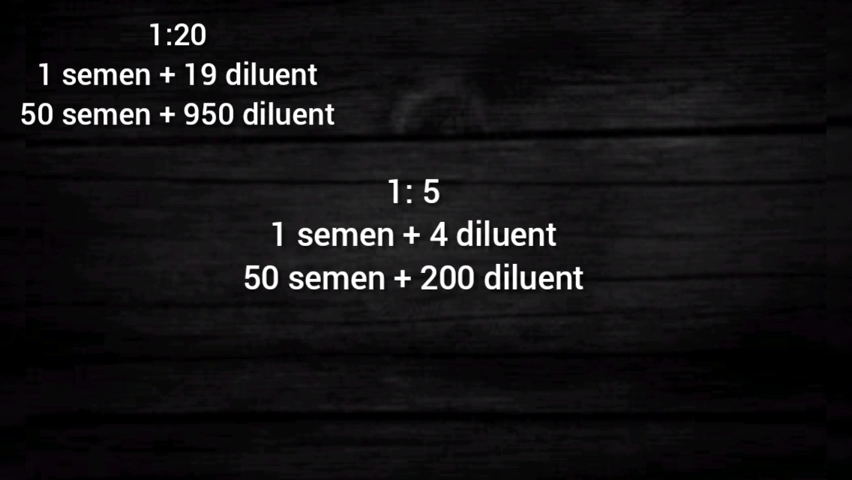 1:20
1 semen + 19 diluent
50 semen + 950 diluent
1: 5
1 semen + 4 diluent
50 semen + 200 diluent